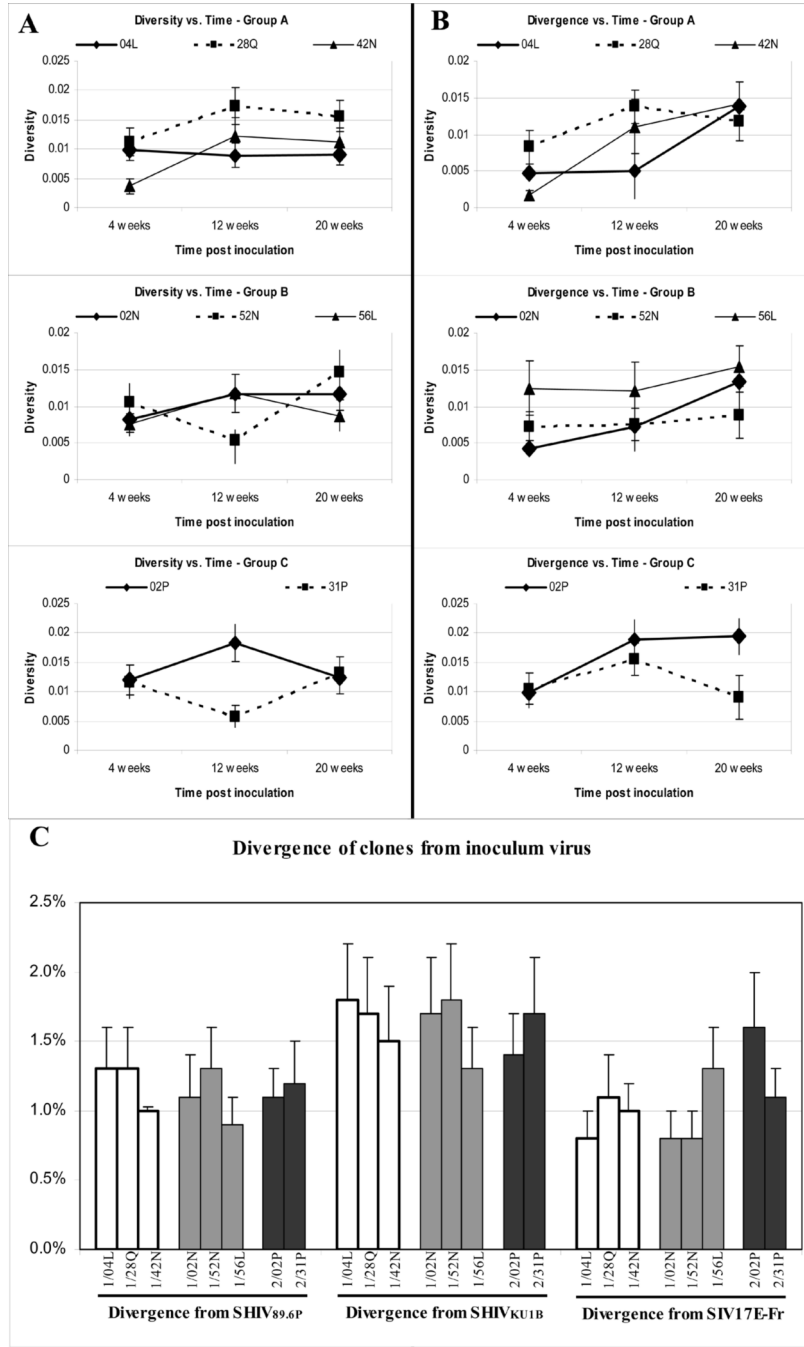 A
Diversity vs. Time - Group A
04L 28Q 42N
0.025
0.02
0.015
0.01
0.005
0
Diversity
4 weeks 12 weeks 20 weeks
Time post inoculation
Diversity vs. Time - Group B
02N 52N 56L
0.02
0.015
0.01
0.005
0
Diversity
4 weeks 12 weeks 20 weeks
Time post inoculation
Diversity vs. Time - Group C
02P 31P
0.025
0.02
0.015
0.01
0.005
0
Diversity
4 weeks 12 weeks 20 weeks
Time post inoculation
B
Divergence vs. Time - Group A
04L 28Q 42N
0.025
0.02
0.015
0.01
0.005
0
Diversity
4 weeks 12 weeks 20 weeks
Time post inoculation
Divergence vs. Time - Group B
02N 52N 56L
0.02
0.015
0.01
0.005
0
Diversity
4 weeks 12 weeks 20 weeks
Time post inoculation
Divergence vs. Time - Group C
02P 31P
0.025
0.02
0.015
0.01
0.005
0
Diversity
4 weeks 12 weeks 20 weeks
Time post inoculation
C
Divergence of clones from inoculum virus
2.5%
2.0%
1.5%
1.0%
0.5%
0.0%
1/04L 1/28Q 1/42N 1/02N 1/52N 1/56L 2/02P 2/31P 1/04L 1/28Q 1/42N 1/02N 1/52N 1/56L 2/02P 2/31P 1/04L 1/28Q 1/42N 1/02N 1/52N 1/56L 2/02P 2/31P
Divergence from SHIV89.6P Divergence from SHIVKU1B Divergence from SIV17E-Fr